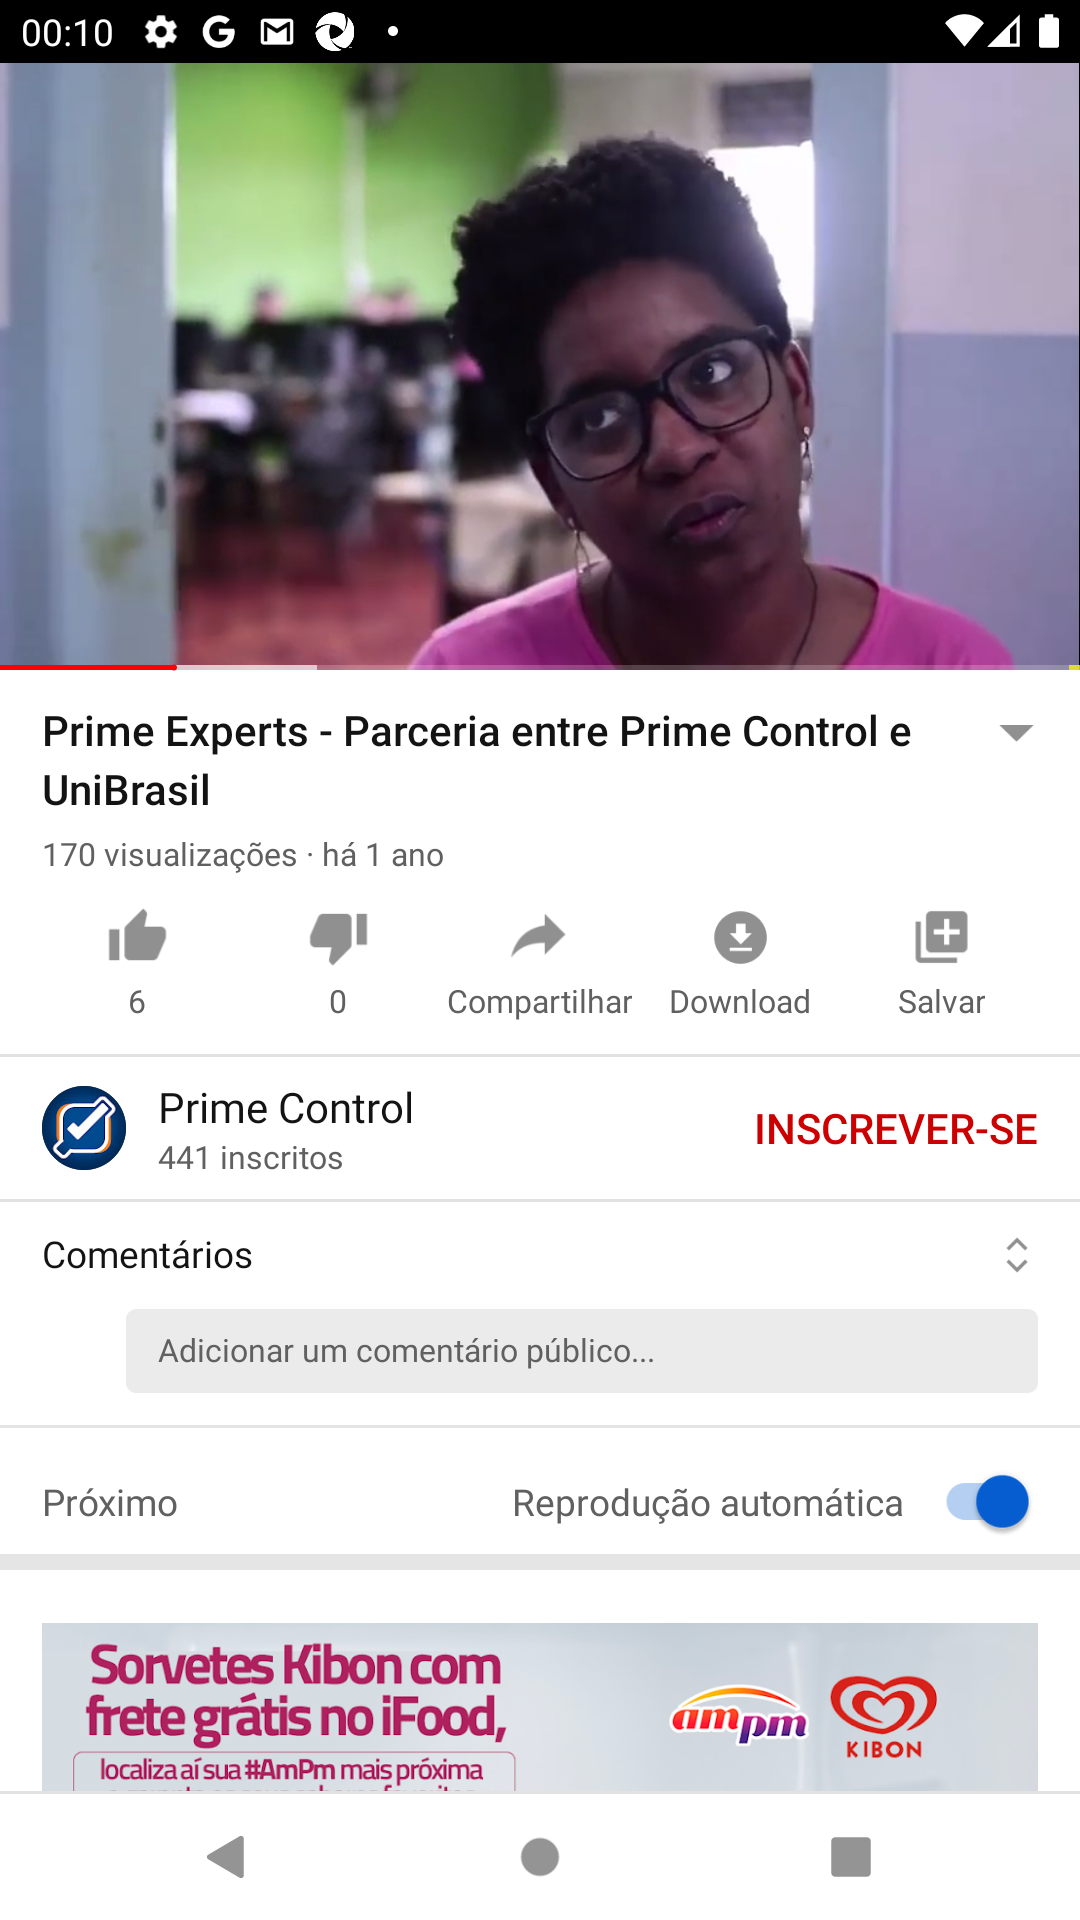 00:10
Prime Experts - Parceria entre Prime Control e
UniBrasil
170 visualizações · há 1 ano
6
0
Compartilhar
Download
Salvar
Prime Control
441 inscritos
INSCREVER-SE
Comentários
Adicionar um comentário público...
Próximo
Reprodução automática
Sorvetes Kibon com
frete grátis no iFood,
localiza aí sua #AmPm mais próxima
ampm
KIBON